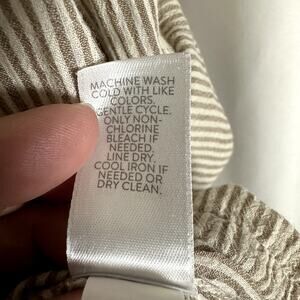 MACHINE WASH
COLD WITH LIKE
COLORS.
GENTLE CYCLE.
ONLY NON-
CHLORINE
BLEACH IF
NEEDED.
LINE DRY.
COOL IRON IF
NEEDED OR
DRY CLEAN.